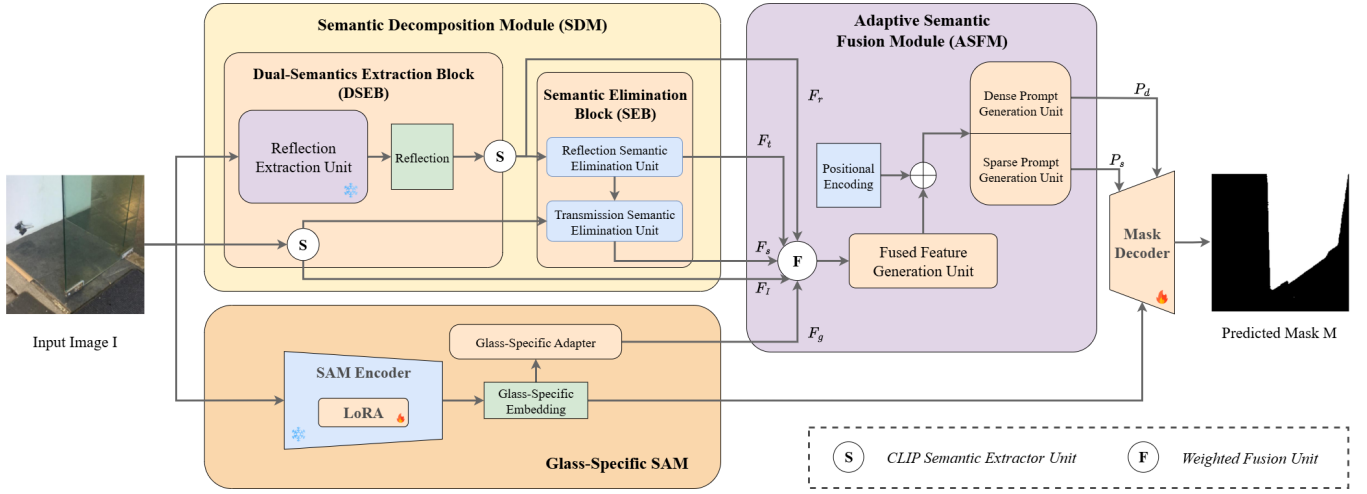 Semantic Decomposition Module (SDM)
Dual-Semantics Extraction Block
(DSEB)
Reflection
Extraction Unit
Reflection
S
S
Semantic Elimination
Block (SEB)
Reflection Semantic
Elimination Unit
Transmission Semantic
Elimination Unit
Input Image I
SAM Encoder
LoRA
Glass-Specific Adapter
Glass-Specific
Embedding
Glass-Specific SAM
Adaptive Semantic
Fusion Module (ASFM)
F_r
F_t
F_s
F_I
F_g
F
Positional
Encoding
Fused Feature
Generation Unit
Dense Prompt
Generation Unit
Sparse Prompt
Generation Unit
P_d
P_s
Mask
Decoder
Predicted Mask M
S CLIP Semantic Extractor Unit
F Weighted Fusion Unit